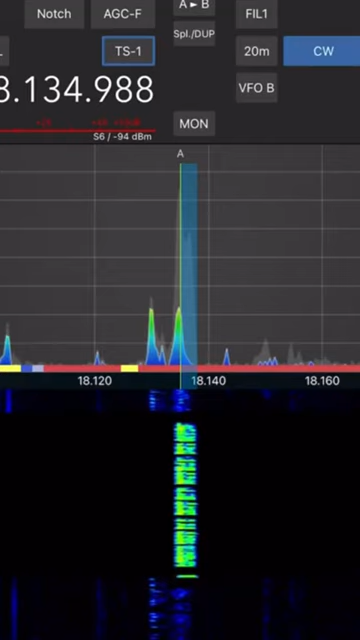 Notch
AGC-F
A ► B
FIL1
Spl./DUP
TS-1
20m
CW
8.134.988
VFO B
S6 / -94 dBm
MON
A
18.120
18.140
18.160